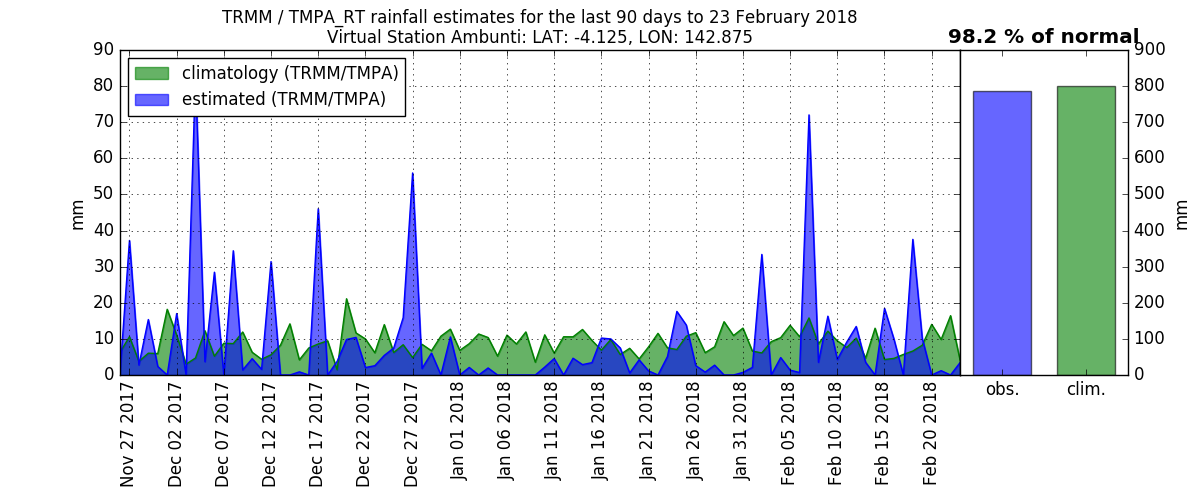 TRMM / TMPA_RT rainfall estimates for the last 90 days to 23 February 2018
Virtual Station Ambunti: LAT: -4.125, LON: 142.875
98.2 % of normal
climatology (TRMM/TMPA)
estimated (TRMM/TMPA)
mm
90
80
70
60
50
40
30
20
10
0
Nov 27 2017
Dec 02 2017
Dec 07 2017
Dec 12 2017
Dec 17 2017
Dec 22 2017
Dec 27 2017
Jan 01 2018
Jan 06 2018
Jan 11 2018
Jan 16 2018
Jan 21 2018
Jan 26 2018
Jan 31 2018
Feb 05 2018
Feb 10 2018
Feb 15 2018
Feb 20 2018
obs.
clim.
900
800
700
600
500
400
300
200
100
0
mm